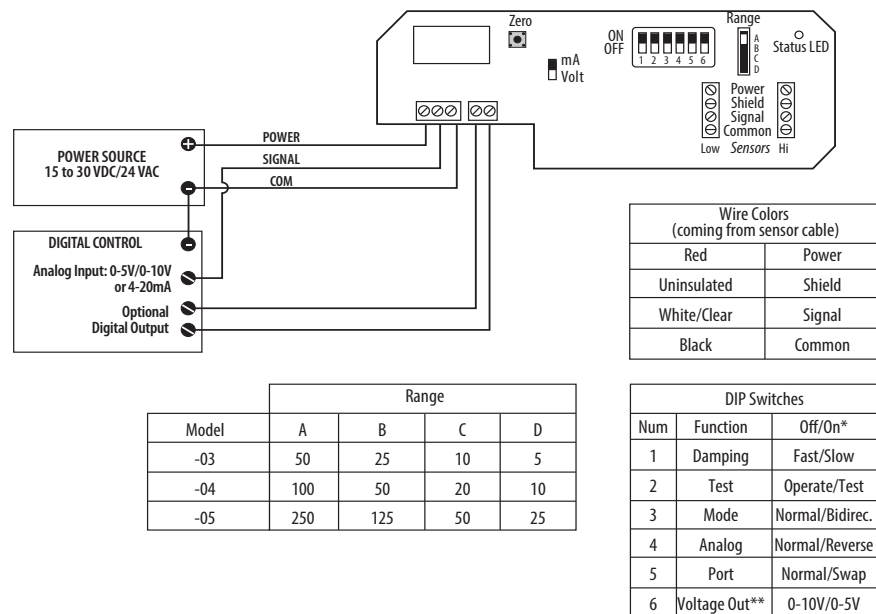 Zero
Range
ON
OFF
1 2 3 4 5 6
A
B
C
D
Status LED
mA
Volt
Power
Shield
Signal
Common
Low Sensors Hi
POWER SOURCE
15 to 30 VDC/24 VAC
POWER
SIGNAL
COM
DIGITAL CONTROL
Analog Input: 0-5V/0-10V
or 4-20mA
Optional
Digital Output
Wire Colors
(coming from sensor cable)
Red Power
Uninsulated Shield
White/Clear Signal
Black Common
Range
Model A B C D
-03 50 25 10 5
-04 100 50 20 10
-05 250 125 50 25
DIP Switches
Num Function Off/On*
1 Damping Fast/Slow
2 Test Operate/Test
3 Mode Normal/Bidirec.
4 Analog Normal/Reverse
5 Port Normal/Swap
6 Voltage Out** 0-10V/0-5V